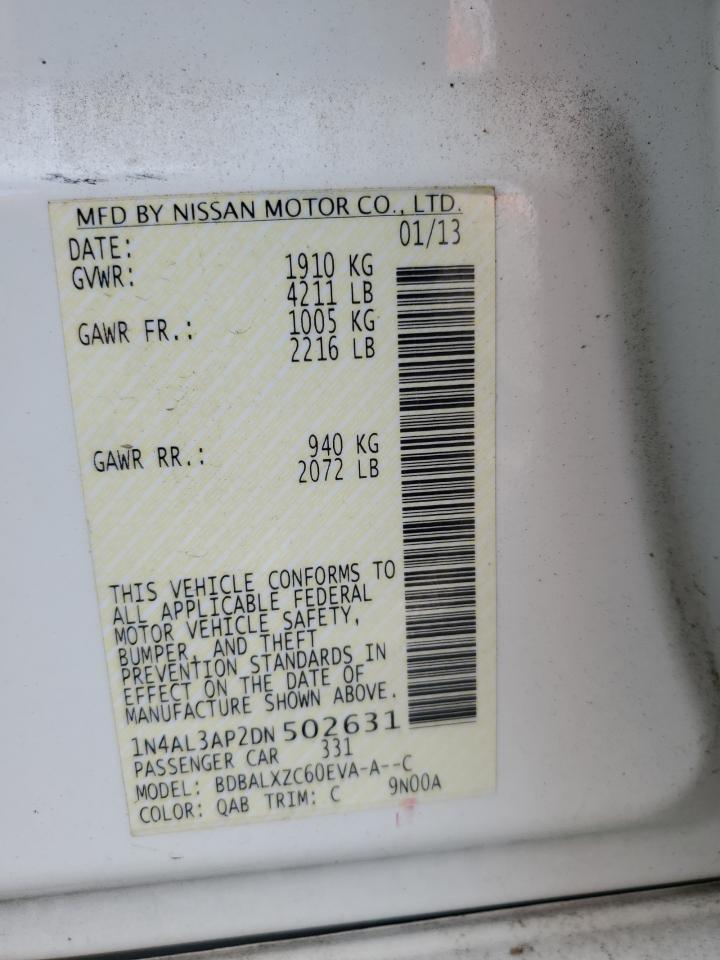 MFD BY NISSAN MOTOR CO., LTD.
DATE: 01/13
GVWR: 1910 KG
4211 LB
GAWR FR.: 1005 KG
2216 LB
GAWR RR.: 940 KG
2072 LB
THIS VEHICLE CONFORMS TO
ALL APPLICABLE FEDERAL
MOTOR VEHICLE SAFETY,
BUMPER, AND THEFT
PREVENTION STANDARDS IN
EFFECT ON THE DATE OF
MANUFACTURE SHOWN ABOVE.
1N4AL3AP2DN 502631
PASSENGER CAR 331
MODEL: BDBALXZC60EVA-A--C
COLOR: QAB TRIM: C 9N00A